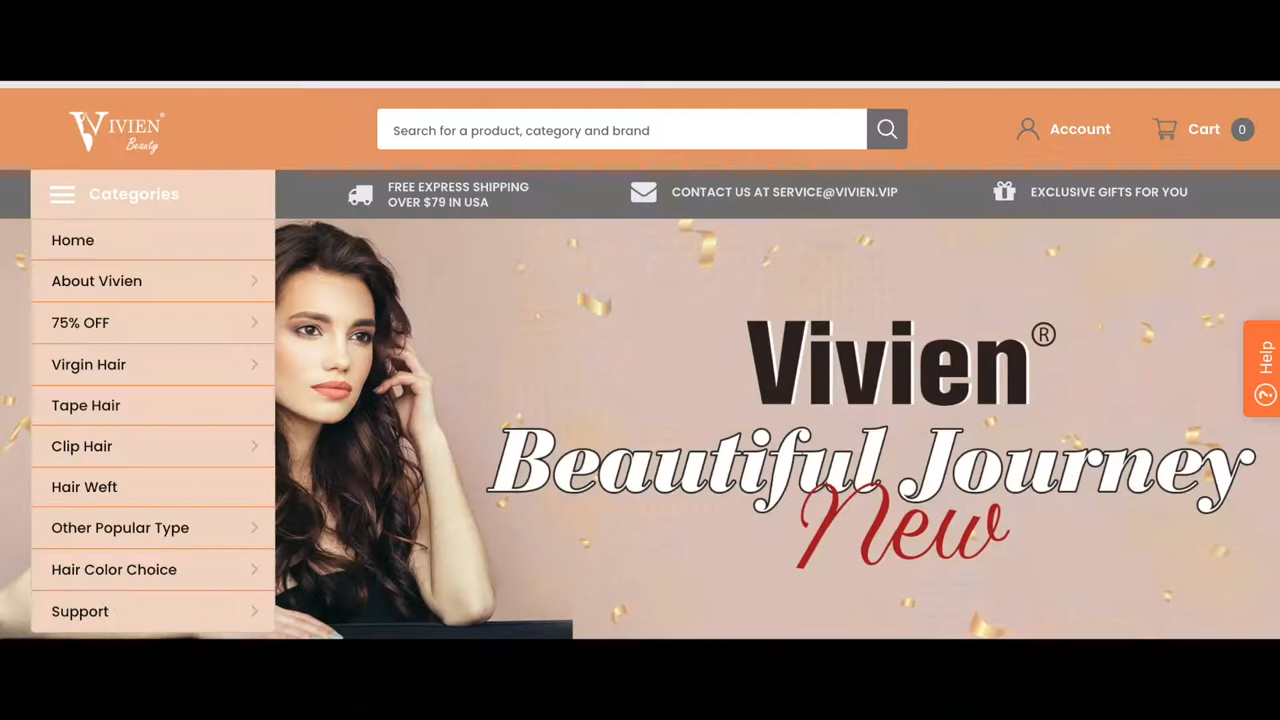 VIVIEN®
Beauty
Search for a product, category and brand
Account
Cart 0
Categories
FREE EXPRESS SHIPPING
OVER $79 IN USA
CONTACT US AT SERVICE@VIVIEN.VIP
EXCLUSIVE GIFTS FOR YOU
Home
About Vivien
75% OFF
Virgin Hair
Tape Hair
Clip Hair
Hair Weft
Other Popular Type
Hair Color Choice
Support
Vivien®
Beautiful Journey
New
Help